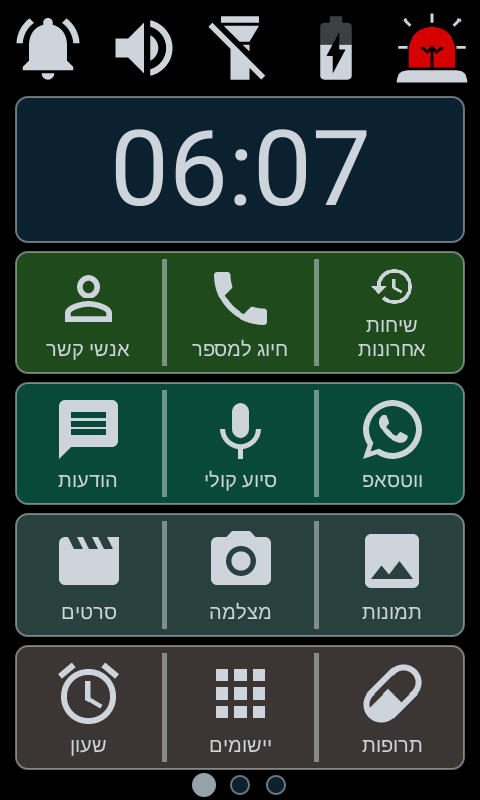 06:07
שיחות
אחרונות
חיוג למספר
אנשי קשר
ווטסאפ
סיוע קולי
הודעות
תמונות
מצלמה
סרטים
תרופות
יישומים
שעון